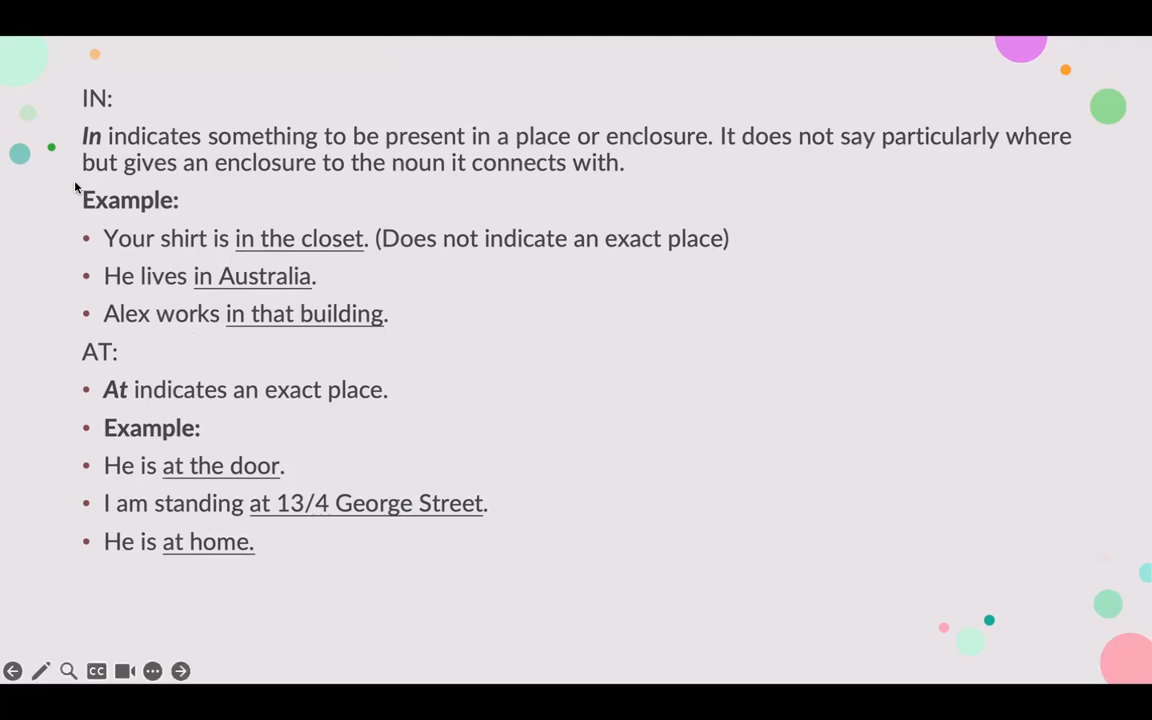 IN:
In indicates something to be present in a place or enclosure. It does not say particularly where
but gives an enclosure to the noun it connects with.
Example:
• Your shirt is in the closet. (Does not indicate an exact place)
• He lives in Australia.
• Alex works in that building.
AT:
• At indicates an exact place.
• Example:
• He is at the door.
• I am standing at 13/4 George Street.
• He is at home.
CC